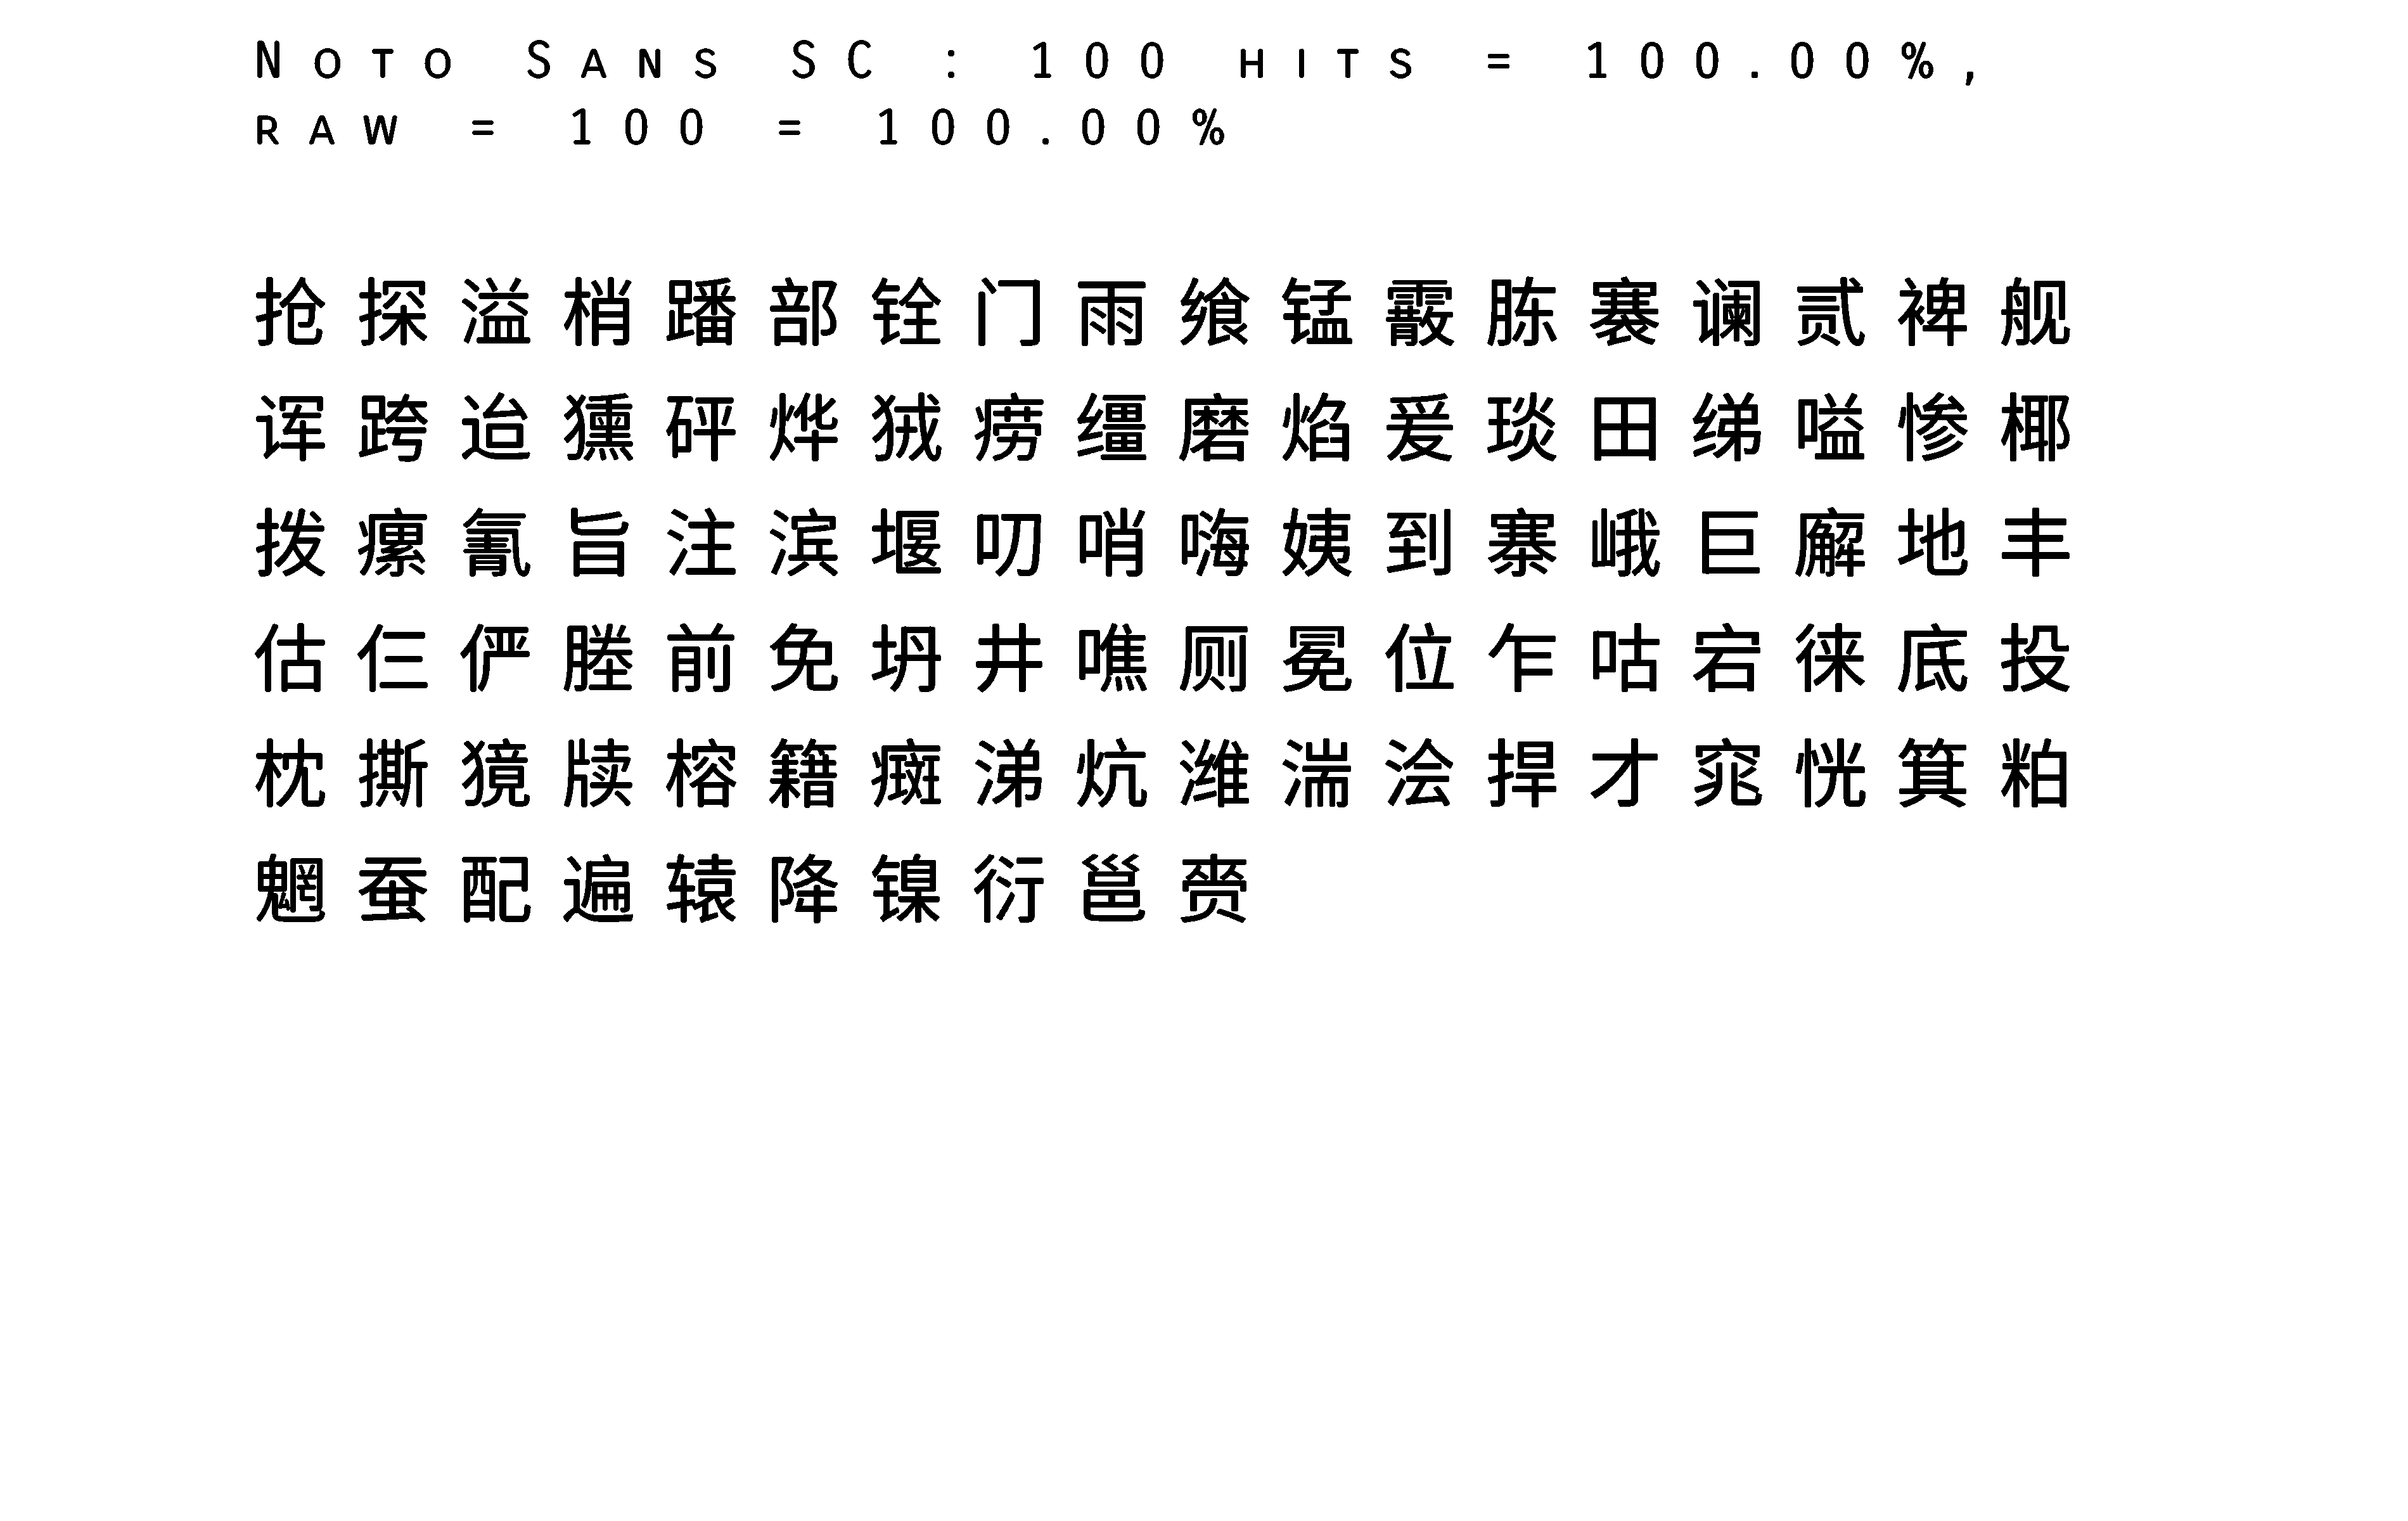 Noto Sans SC : 100 hits = 100.00%,
raw = 100 = 100.00%
抢探溢梢蹯部铨门雨飨锰霰胨褰谰贰裨舰
诨跨迨獯砰烨狨痨缰磨焰爰琰田绨嗑惨椰
拨瘰氰旨注滨堰叨哨嗨姨到寨峨巨廨地丰
估仨俨塍前免坍井噍厕冕位乍咕宕徕底投
枕撕獍牍榕籍癍涕炕潍湍浍捍才窕恍箕粕
魍蚕配遍辕降镍衍邕赍